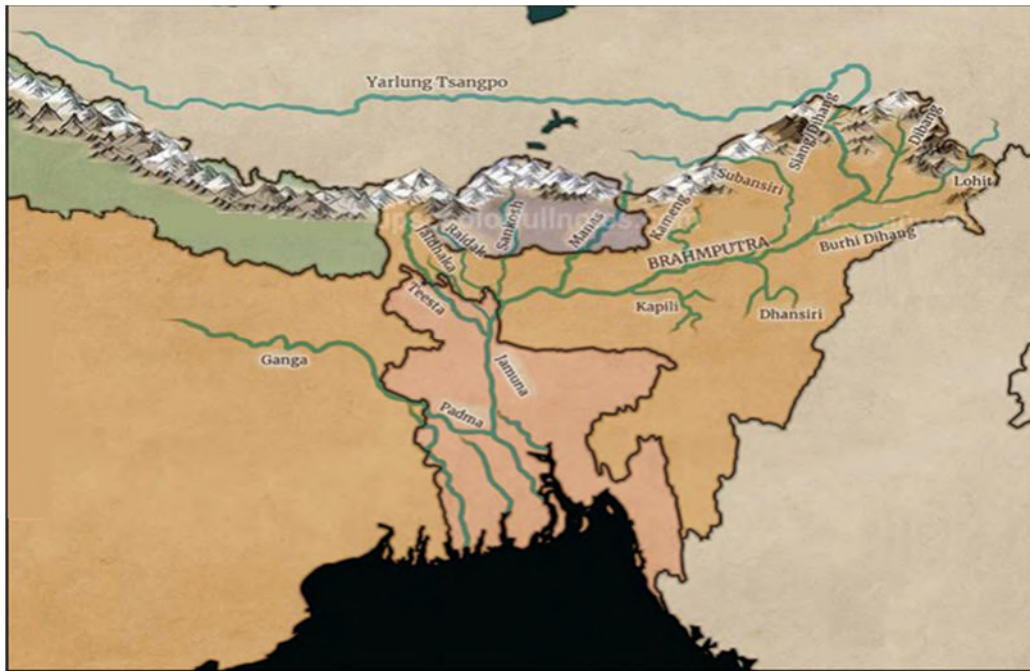 Yarlung Tsangpo
Siang/Dihang
Dibang
Lohit
Subansiri
Kameng
Manas
Sankosh
Raidak
Jaldhaka
BRAHMPUTRA
Burhi Dihang
Teesta
Kapili
Dhansiri
Ganga
Jamuna
Padma